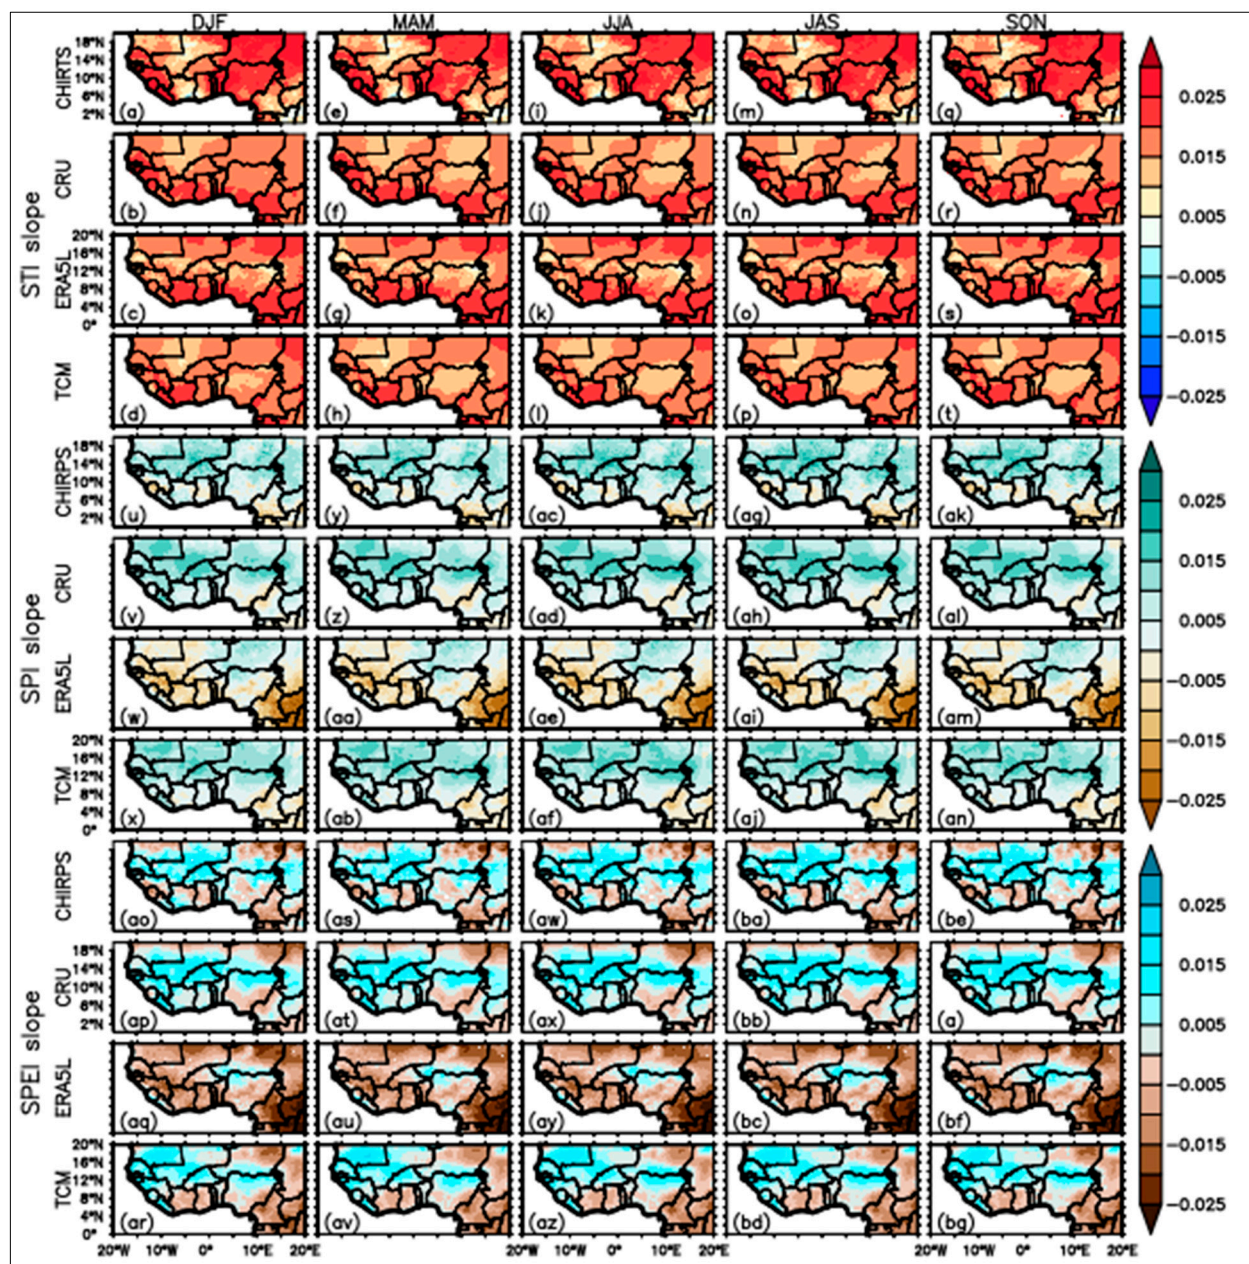 DJF MAM JJA JAS SON
STI slope
CHIRTS
18°N
14°N
10°N
6°N
2°N
(a) (e) (i) (m) (q)
CRU
(b) (f) (j) (n) (r)
ERA5L
20°N
16°N
12°N
8°N
4°N
0°
(c) (g) (k) (o) (s)
TCM
(d) (h) (l) (p) (t)
0.025
0.015
0.005
−0.005
−0.015
−0.025
SPI slope
CHIRPS
18°N
14°N
10°N
6°N
2°N
(u) (y) (ac) (ag) (ak)
CRU
(v) (z) (ad) (ah) (al)
ERA5L
(w) (aa) (ae) (ai) (am)
TCM
20°N
16°N
12°N
8°N
4°N
0°
(x) (ab) (af) (aj) (an)
0.025
0.015
0.005
−0.005
−0.015
−0.025
SPEI slope
CHIRPS
(ao) (as) (aw) (ba) (be)
CRU
18°N
14°N
10°N
6°N
2°N
(ap) (at) (ax) (bb) (a)
ERA5L
(aq) (au) (ay) (bc) (bf)
TCM
20°N
16°N
12°N
8°N
4°N
0°
(ar) (av) (az) (bd) (bg)
20°W 10°W 0° 10°E 20°E
20°W 10°W 0° 10°E 20°E
20°W 10°W 0° 10°E 20°E
0.025
0.015
0.005
−0.005
−0.015
−0.025